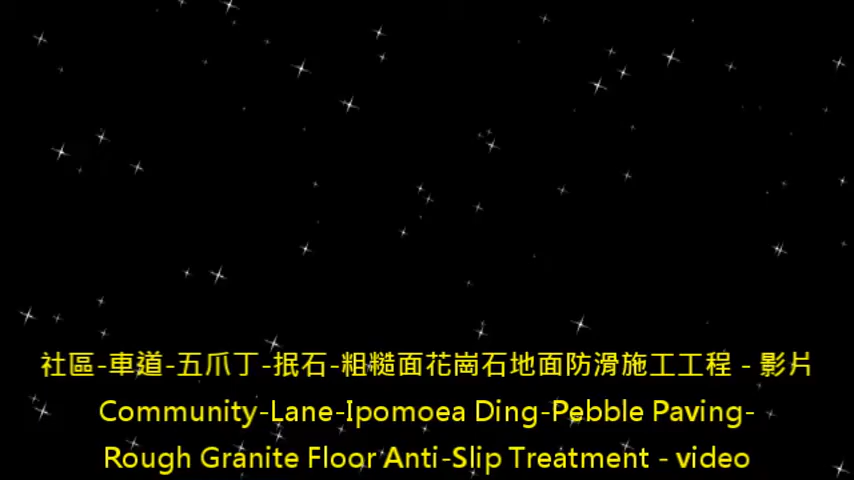 社區-車道-五爪丁-抿石-粗糙面花崗石地面防滑施工工程 - 影片
Community-Lane-Ipomoea Ding-Pebble Paving-
Rough Granite Floor Anti-Slip Treatment - video